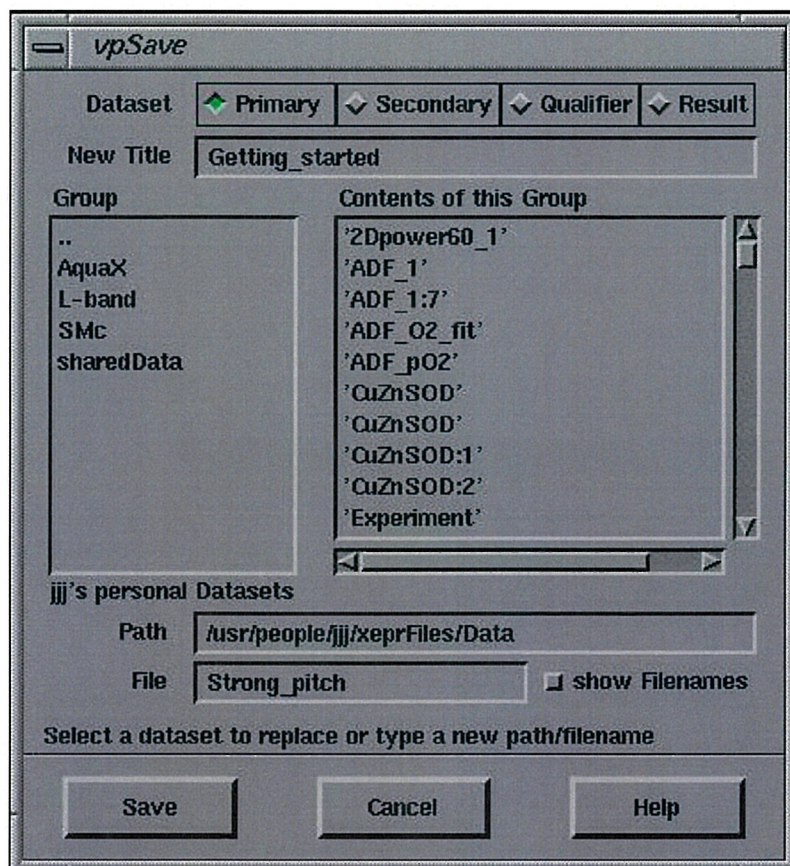 vpSave
Dataset Primary Secondary Qualifier Result
New Title Getting_started
Group
..
AquaX
L-band
SMc
sharedData
Contents of this Group
'2Dpower60_1'
'ADF_1'
'ADF_1:7'
'ADF_O2_fit'
'ADF_pO2'
'CuZnSOD'
'CuZnSOD'
'CuZnSOD:1'
'CuZnSOD:2'
'Experiment'
jjj's personal Datasets
Path /usr/people/jjj/xeprFiles/Data
File Strong_pitch show Filenames
Select a dataset to replace or type a new path/filename
Save Cancel Help